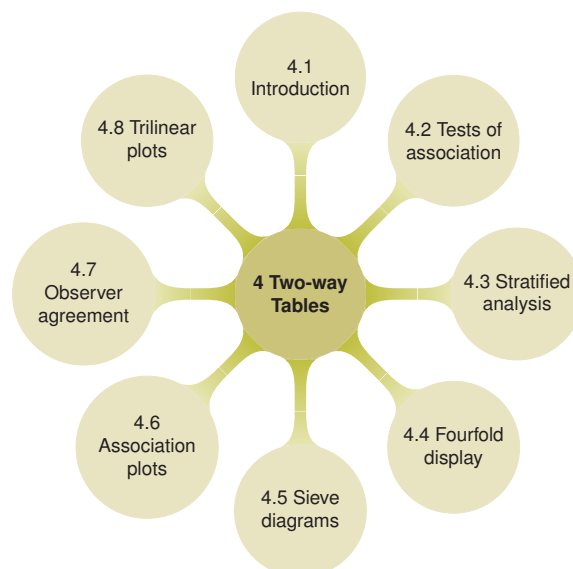 4.1
Introduction
4.2 Tests of
association
4.3 Stratified
analysis
4.4 Fourfold
display
4.5 Sieve
diagrams
4.6
Association
plots
4.7
Observer
agreement
4.8 Trilinear
plots
4 Two-way
Tables